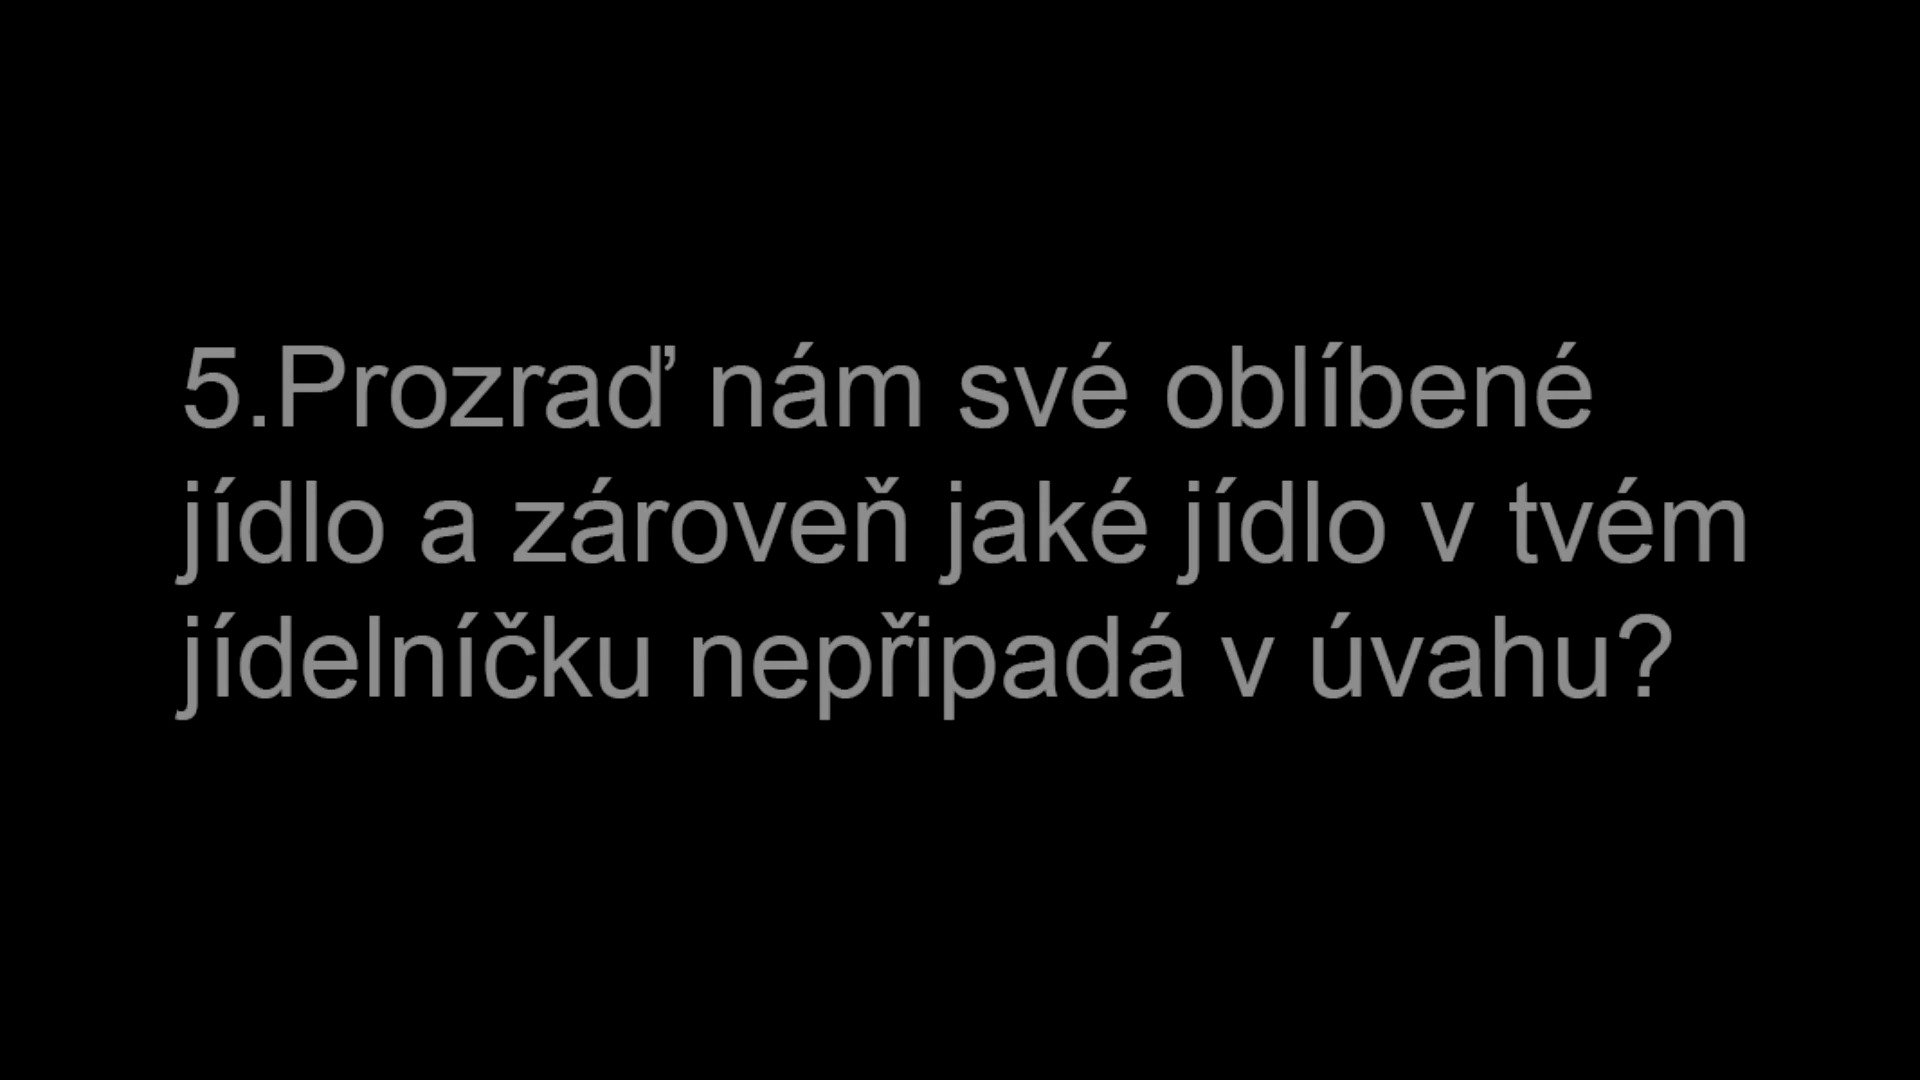 5.Prozraď nám své oblíbené
jídlo a zároveň jaké jídlo v tvém
jídelníčku nepřipadá v úvahu?